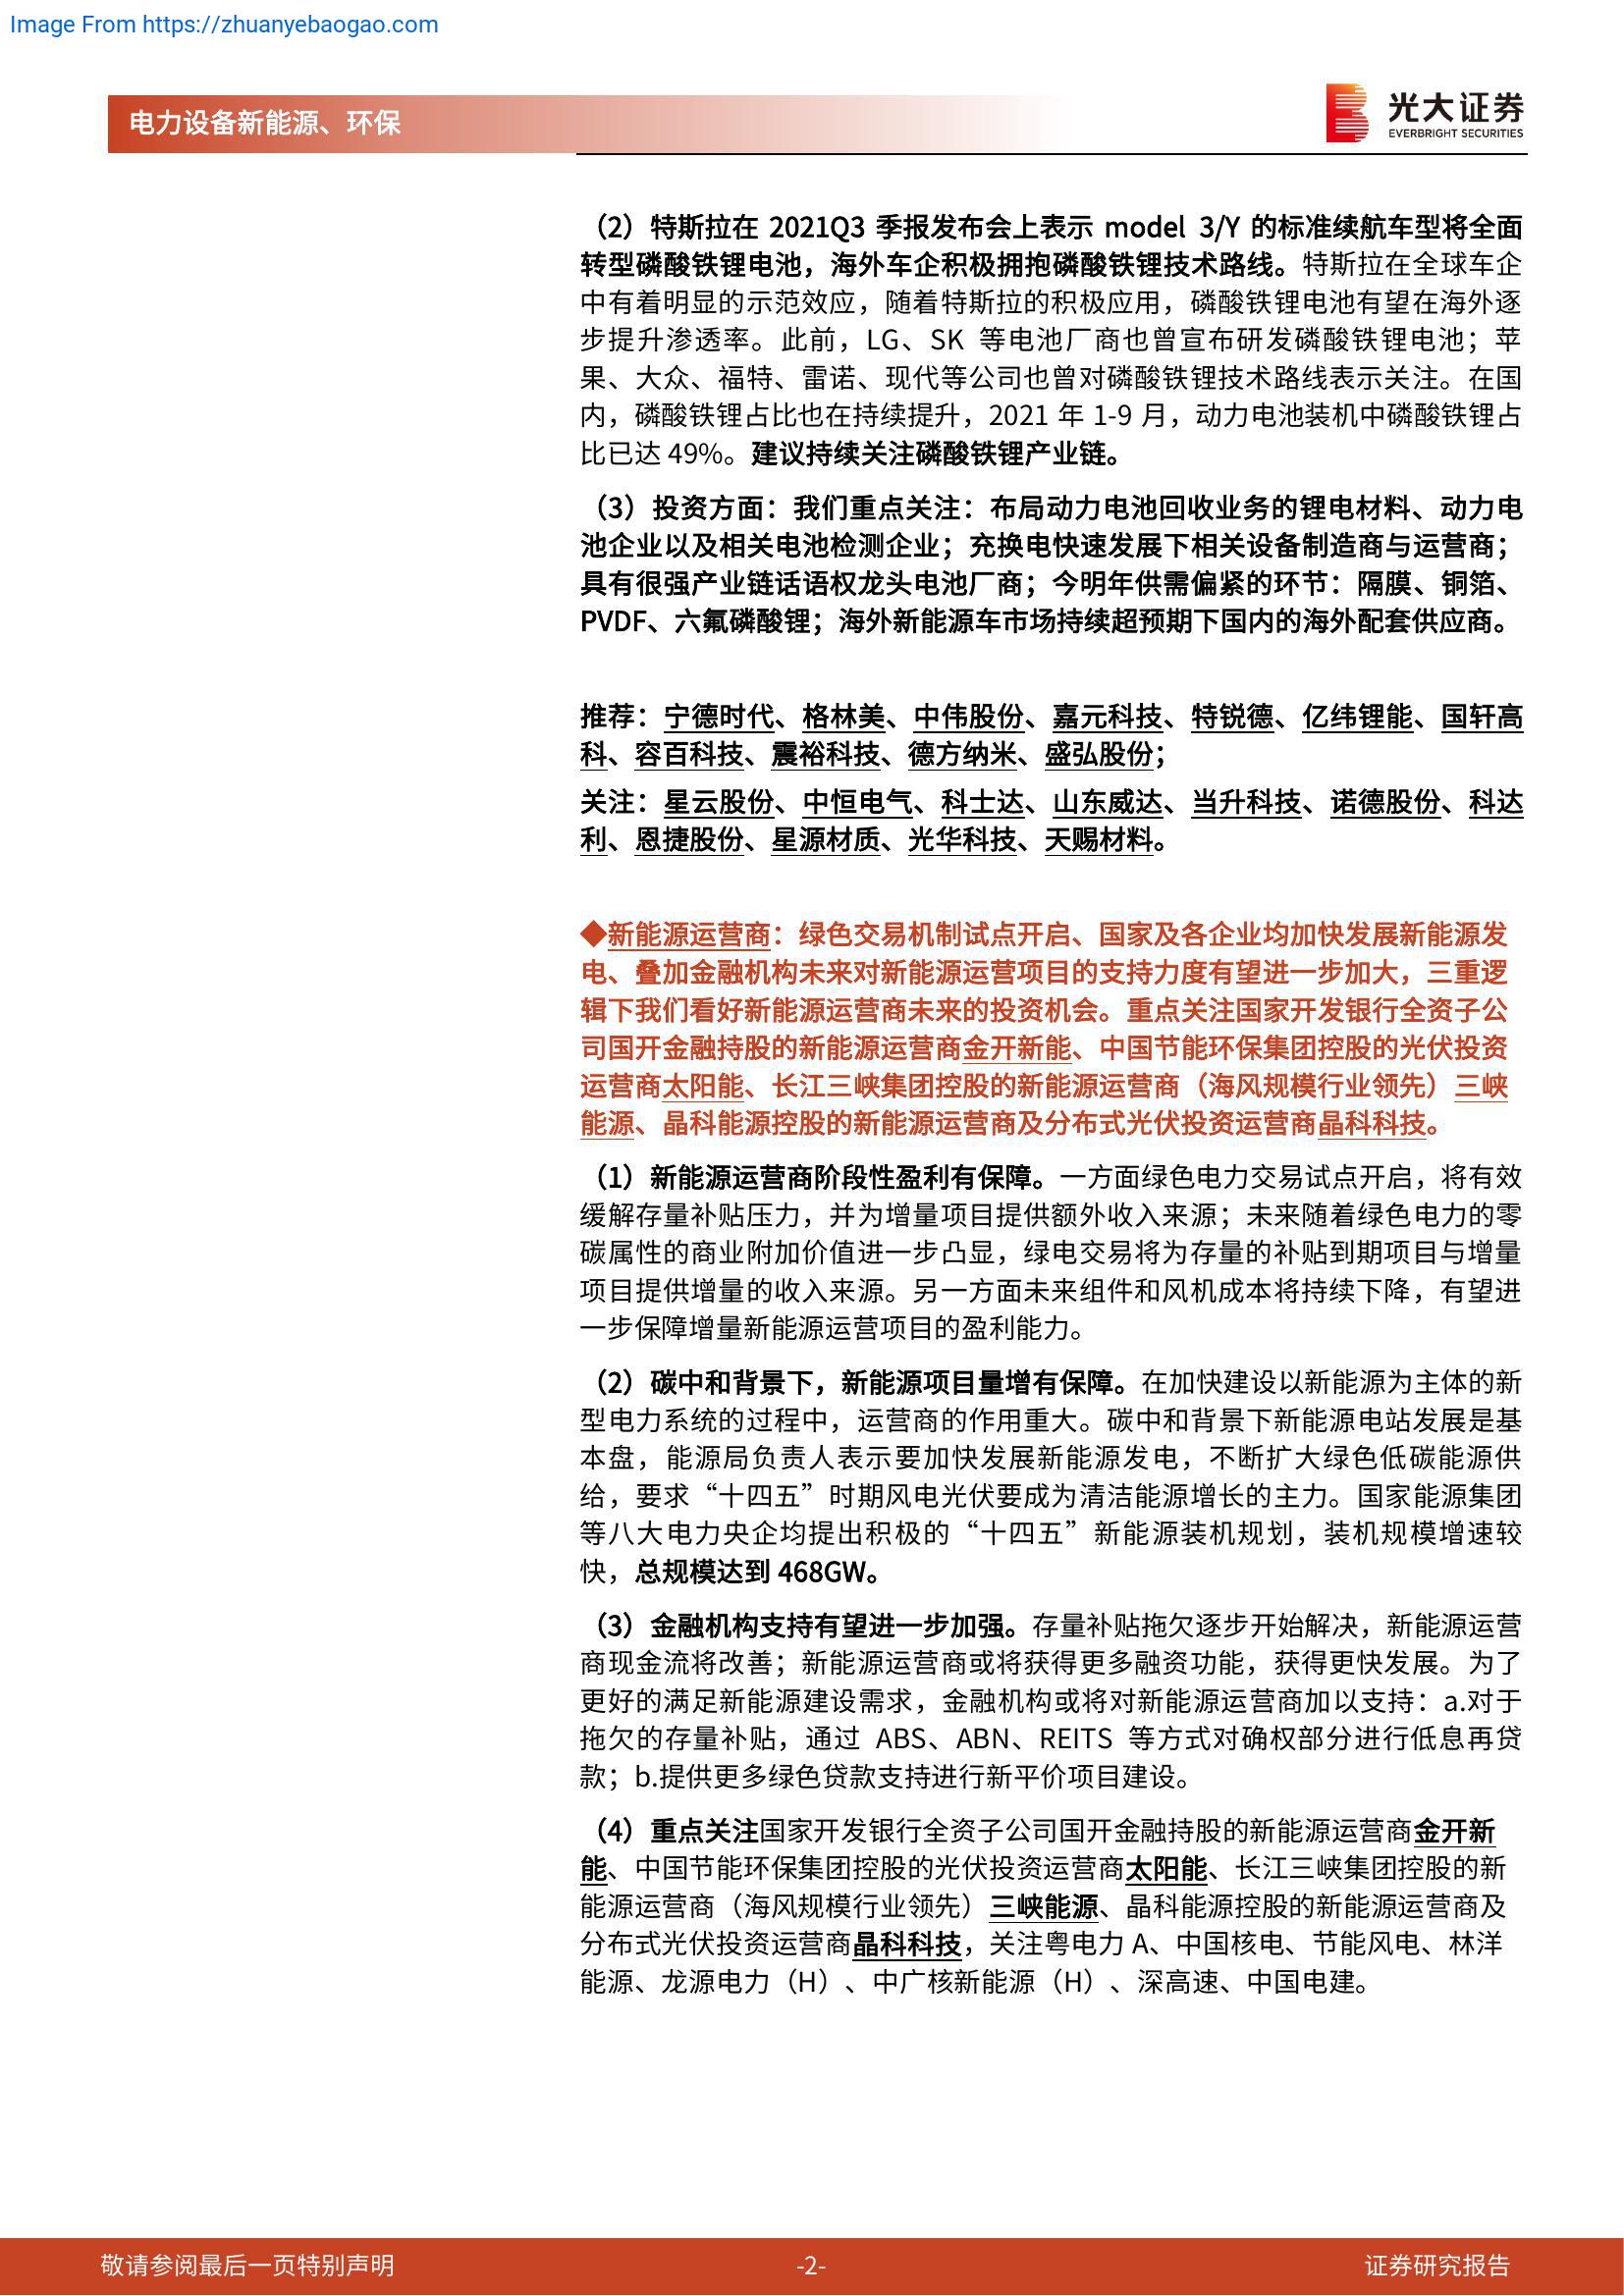 Image From https://zhuanyebaogao.com
电力设备新能源、环保
光大证券
EVERBRIGHT SECURITIES
（2）特斯拉在 2021Q3 季报发布会上表示 model 3/Y 的标准续航车型将全面
转型磷酸铁锂电池，海外车企积极拥抱磷酸铁锂技术路线。特斯拉在全球车企
中有着明显的示范效应，随着特斯拉的积极应用，磷酸铁锂电池有望在海外逐
步提升渗透率。此前，LG、SK 等电池厂商也曾宣布研发磷酸铁锂电池；苹
果、大众、福特、雷诺、现代等公司也曾对磷酸铁锂技术路线表示关注。在国
内，磷酸铁锂占比也在持续提升，2021 年 1-9 月，动力电池装机中磷酸铁锂占
比已达 49%。建议持续关注磷酸铁锂产业链。
（3）投资方面：我们重点关注：布局动力电池回收业务的锂电材料、动力电
池企业以及相关电池检测企业；充换电快速发展下相关设备制造商与运营商；
具有很强产业链话语权龙头电池厂商；今明年供需偏紧的环节：隔膜、铜箔、
PVDF、六氟磷酸锂；海外新能源车市场持续超预期下国内的海外配套供应商。
推荐：宁德时代、格林美、中伟股份、嘉元科技、特锐德、亿纬锂能、国轩高
科、容百科技、震裕科技、德方纳米、盛弘股份；
关注：星云股份、中恒电气、科士达、山东威达、当升科技、诺德股份、科达
利、恩捷股份、星源材质、光华科技、天赐材料。
◆新能源运营商：绿色交易机制试点开启、国家及各企业均加快发展新能源发
电、叠加金融机构未来对新能源运营项目的支持力度有望进一步加大，三重逻
辑下我们看好新能源运营商未来的投资机会。重点关注国家开发银行全资子公
司国开金融持股的新能源运营商金开新能、中国节能环保集团控股的光伏投资
运营商太阳能、长江三峡集团控股的新能源运营商（海风规模行业领先）三峡
能源、晶科能源控股的新能源运营商及分布式光伏投资运营商晶科科技。
（1）新能源运营商阶段性盈利有保障。一方面绿色电力交易试点开启，将有效
缓解存量补贴压力，并为增量项目提供额外收入来源；未来随着绿色电力的零
碳属性的商业附加价值进一步凸显，绿电交易将为存量的补贴到期项目与增量
项目提供增量的收入来源。另一方面未来组件和风机成本将持续下降，有望进
一步保障增量新能源运营项目的盈利能力。
（2）碳中和背景下，新能源项目量增有保障。在加快建设以新能源为主体的新
型电力系统的过程中，运营商的作用重大。碳中和背景下新能源电站发展是基
本盘，能源局负责人表示要加快发展新能源发电，不断扩大绿色低碳能源供
给，要求“十四五”时期风电光伏要成为清洁能源增长的主力。国家能源集团
等八大电力央企均提出积极的“十四五”新能源装机规划，装机规模增速较
快，总规模达到 468GW。
（3）金融机构支持有望进一步加强。存量补贴拖欠逐步开始解决，新能源运营
商现金流将改善；新能源运营商或将获得更多融资功能，获得更快发展。为了
更好的满足新能源建设需求，金融机构或将对新能源运营商加以支持：a.对于
拖欠的存量补贴，通过 ABS、ABN、REITS 等方式对确权部分进行低息再贷
款；b.提供更多绿色贷款支持进行新平价项目建设。
（4）重点关注国家开发银行全资子公司国开金融持股的新能源运营商金开新
能、中国节能环保集团控股的光伏投资运营商太阳能、长江三峡集团控股的新
能源运营商（海风规模行业领先）三峡能源、晶科能源控股的新能源运营商及
分布式光伏投资运营商晶科科技，关注粤电力 A、中国核电、节能风电、林洋
能源、龙源电力（H）、中广核新能源（H）、深高速、中国电建。
敬请参阅最后一页特别声明
-2-
证券研究报告